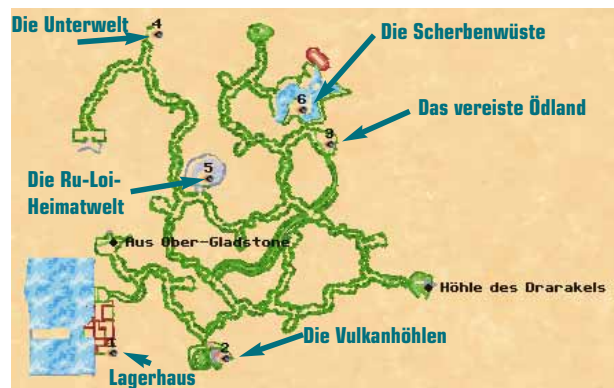 Die Unterwelt
4
Die Scherbenwüste
6
Das vereiste Ödland
3
Die Ru-Loi-
Heimatwelt
5
Aus Ober-Gladstone
Höhle des Drarakels
Die Vulkanhöhlen
2
1
Lagerhaus